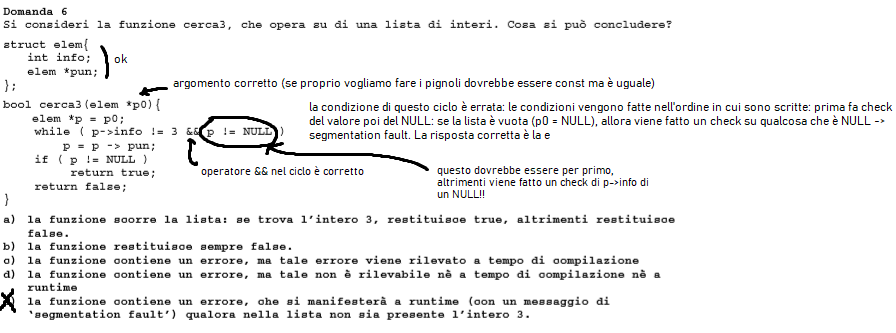 Domanda 6
Si consideri la funzione cerca3, che opera su di una lista di interi. Cosa si può concludere?
struct elem{
int info;
elem *pun;
};
ok
argomento corretto (se proprio vogliamo fare i pignoli dovrebbe essere const ma è uguale)
bool cerca3(elem *p0){
elem *p = p0;
while ( p->info != 3 && p != NULL )
p = p -> pun;
if ( p != NULL )
return true;
return false;
}
la condizione di questo ciclo è errata: le condizioni vengono fatte nell'ordine in cui sono scritte: prima fa check
del valore poi del NULL: se la lista è vuota (p0 = NULL), allora viene fatto un check su qualcosa che è NULL ->
segmentation fault. La risposta corretta è la e
operatore && nel ciclo è corretto
questo dovrebbe essere per primo,
altrimenti viene fatto un check di p->info di
un NULL!!
a) la funzione scorre la lista: se trova l'intero 3, restituisce true, altrimenti restituisce
false.
b) la funzione restituisce sempre false.
c) la funzione contiene un errore, ma tale errore viene rilevato a tempo di compilazione
d) la funzione contiene un errore, ma tale non è rilevabile nè a tempo di compilazione nè a
runtime
la funzione contiene un errore, che si manifesterà a runtime (con un messaggio di
'segmentation fault') qualora nella lista non sia presente l'intero 3.